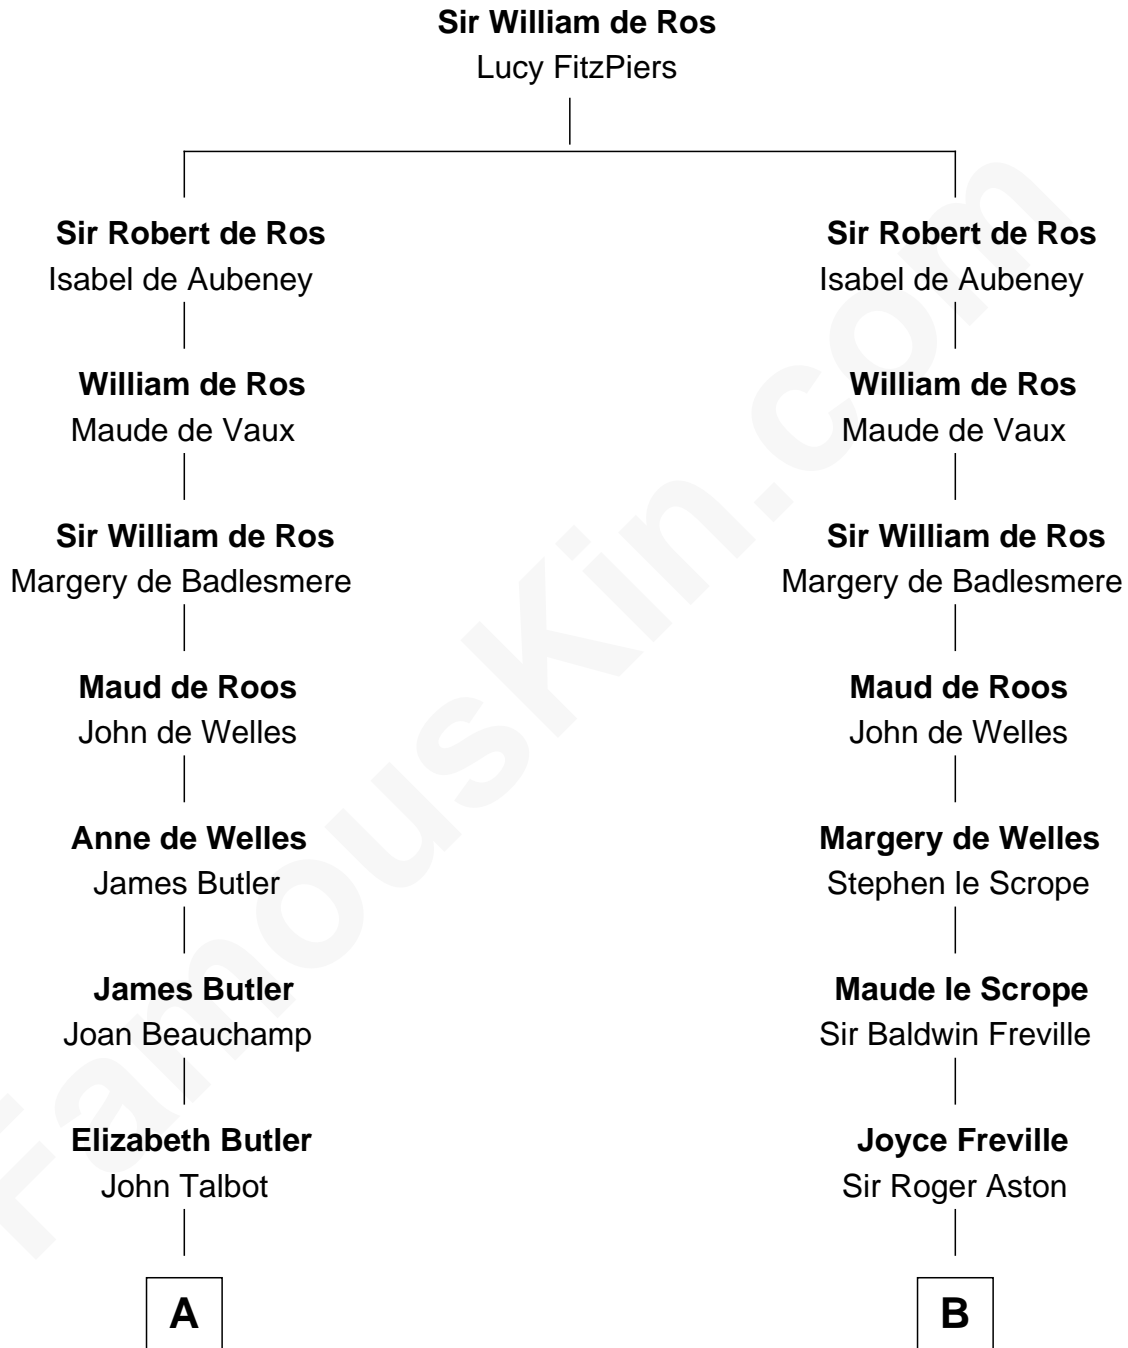 Sir William de Ros
Lucy FitzPiers
Sir Robert de Ros
Isabel de Aubeney
William de Ros
Maude de Vaux
Sir William de Ros
Margery de Badlesmere
Maud de Roos
John de Welles
Anne de Welles
James Butler
James Butler
Joan Beauchamp
Elizabeth Butler
John Talbot
A
Sir Robert de Ros
Isabel de Aubeney
William de Ros
Maude de Vaux
Sir William de Ros
Margery de Badlesmere
Maud de Roos
John de Welles
Margery de Welles
Stephen le Scrope
Maude le Scrope
Sir Baldwin Freville
Joyce Freville
Sir Roger Aston
B
FamousKin.com